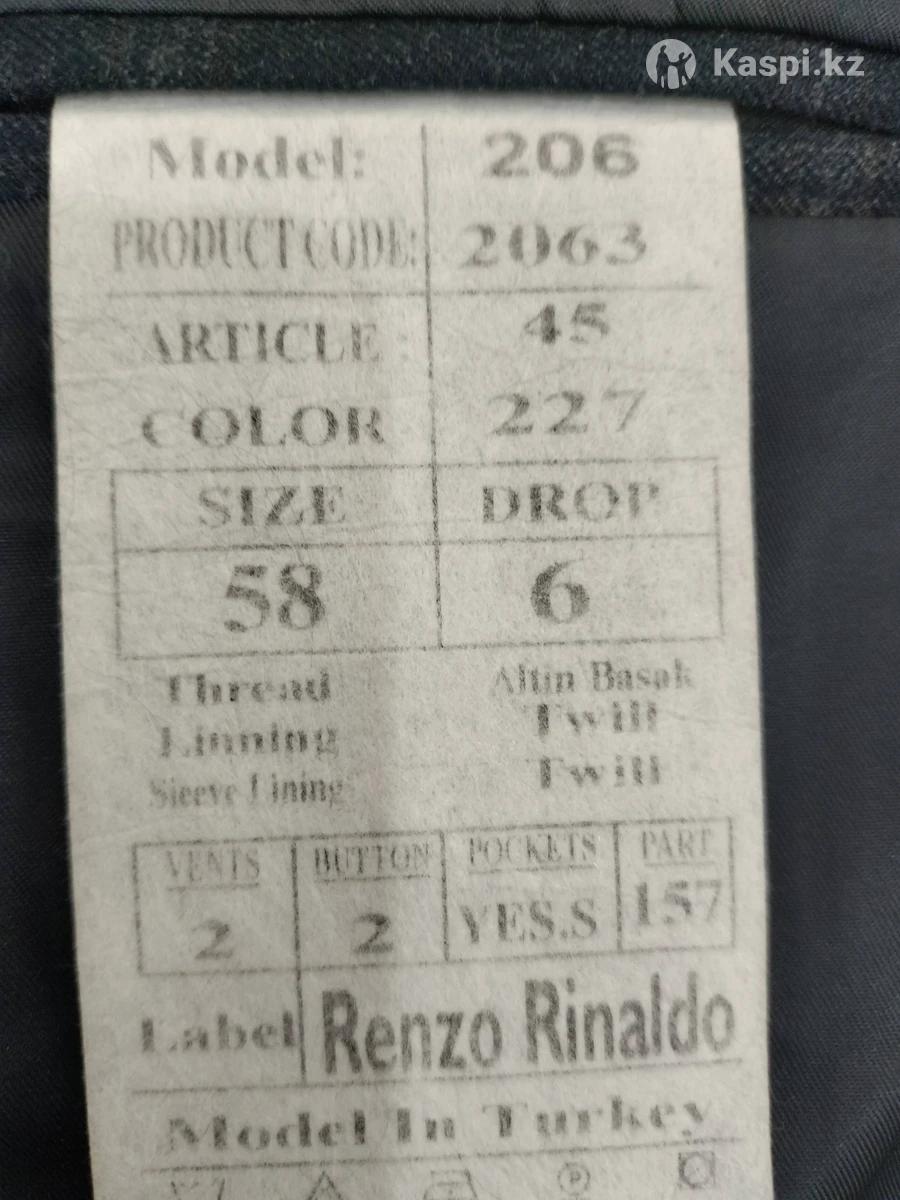 Kaspi.kz
Model: 206
PRODUCT CODE: 2063
ARTICLE : 45
COLOR 227
SIZE DROP
58 6
Thread Altin Basak
Linning Twill
Sleeve Lining Twill
VENTS BUTTON POCKETS PART
2 2 YES.S 157
Label Renzo Rinaldo
Model In Turkey